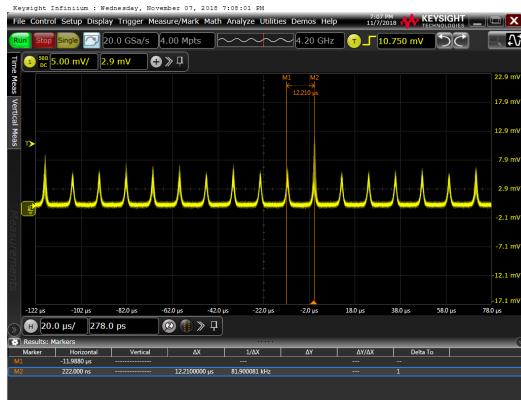 Keysight Infiniium : Wednesday, November 07, 2018 7:08:01 PM
File Control Setup Display Trigger Measure/Mark Math Analyze Utilities Demos Help
7:07 PM
11/7/2018
KEYSIGHT
TECHNOLOGIES
Run Stop Single 20.0 GSa/s 4.00 Mpts 4.20 GHz T 10.750 mV
1 50Ω DC 5.00 mV/ 2.9 mV
Time Meas
Vertical Meas
M1 M2
12.210 µs
22.9 mV
17.9 mV
12.9 mV
7.9 mV
2.9 mV
-2.1 mV
-7.1 mV
-12.1 mV
-17.1 mV
T
-122 µs -102 µs -82.0 µs -62.0 µs -42.0 µs -22.0 µs -2.0 µs 18.0 µs 38.0 µs 58.0 µs 78.0 µs
H 20.0 µs/ 278.0 ps
Results: Markers
Marker Horizontal Vertical ΔX 1/ΔX ΔY ΔY/ΔX Delta To
M1 -11.9880 µs --------------- --- --- --
M2 222.000 ns --------------- 12.2100000 µs 81.900081 kHz --- 1